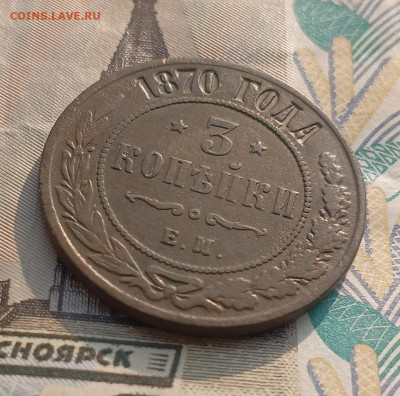 COINS.LAVE.RU
1870 ГОДА
3
КОПѢЙКИ
Е.М.
СНОЯРСК